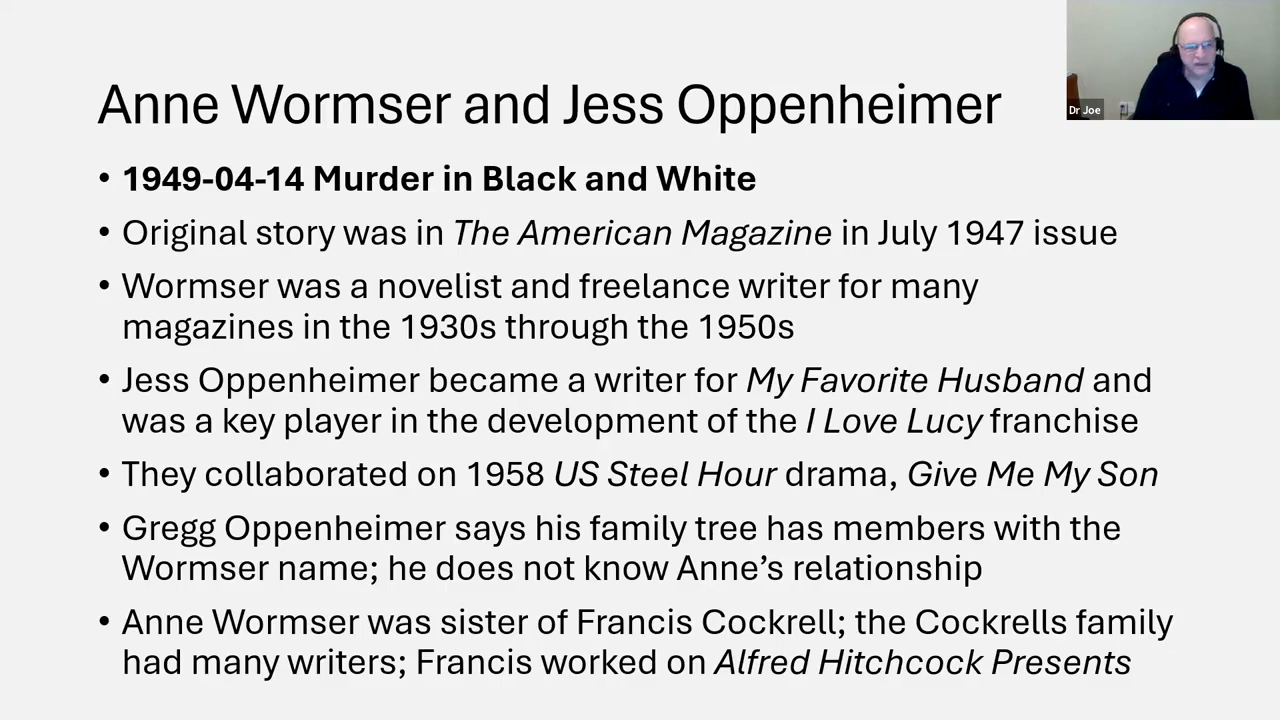 Anne Wormser and Jess Oppenheimer
Dr Joe
• 1949-04-14 Murder in Black and White
• Original story was in The American Magazine in July 1947 issue
• Wormser was a novelist and freelance writer for many
magazines in the 1930s through the 1950s
• Jess Oppenheimer became a writer for My Favorite Husband and
was a key player in the development of the I Love Lucy franchise
• They collaborated on 1958 US Steel Hour drama, Give Me My Son
• Gregg Oppenheimer says his family tree has members with the
Wormser name; he does not know Anne’s relationship
• Anne Wormser was sister of Francis Cockrell; the Cockrells family
had many writers; Francis worked on Alfred Hitchcock Presents